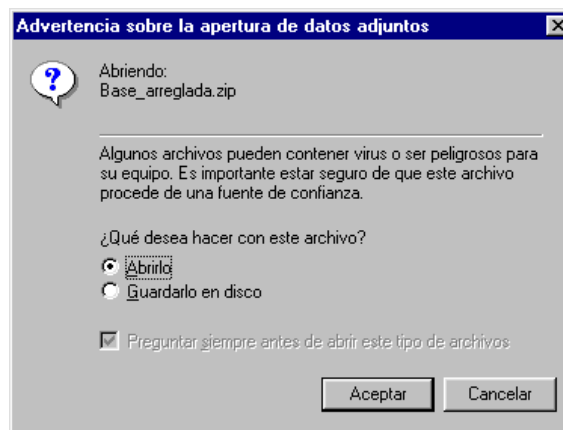 Advertencia sobre la apertura de datos adjuntos
Abriendo:
Base_arreglada.zip
Algunos archivos pueden contener virus o ser peligrosos para
su equipo. Es importante estar seguro de que este archivo
procede de una fuente de confianza.
¿Qué desea hacer con este archivo?
Abrirlo
Guardarlo en disco
Preguntar siempre antes de abrir este tipo de archivos
Aceptar Cancelar